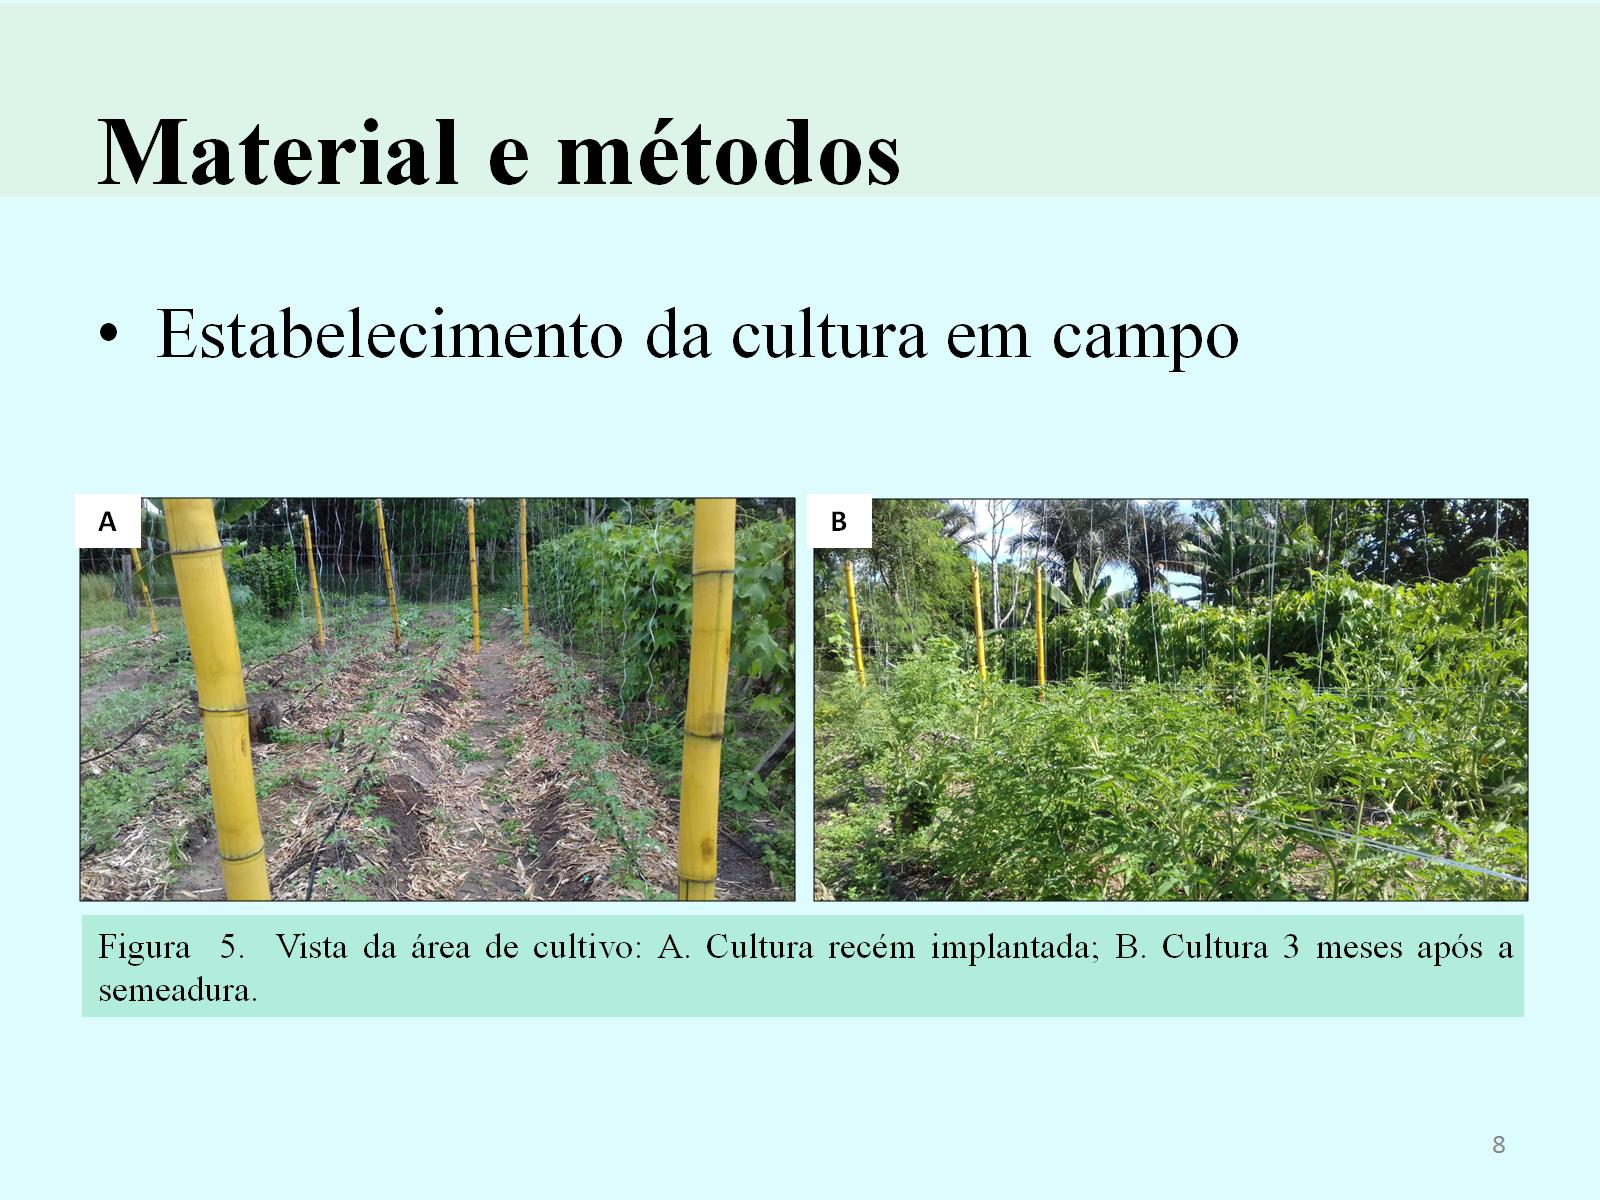 Material e métodos
• Estabelecimento da cultura em campo
A
B
Figura 5. Vista da área de cultivo: A. Cultura recém implantada; B. Cultura 3 meses após a
semeadura.
8